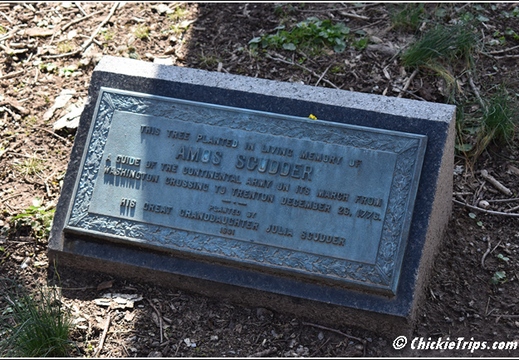 THIS TREE PLANTED IN LIVING MEMORY OF
AMOS SCUDDER
A GUIDE OF THE CONTINENTAL ARMY ON ITS MARCH FROM
WASHINGTON CROSSING TO TRENTON DECEMBER 26, 1776.
PLANTED BY
HIS GREAT GRANDDAUGHTER JULIA SCUDDER
1931
© ChickieTrips.com